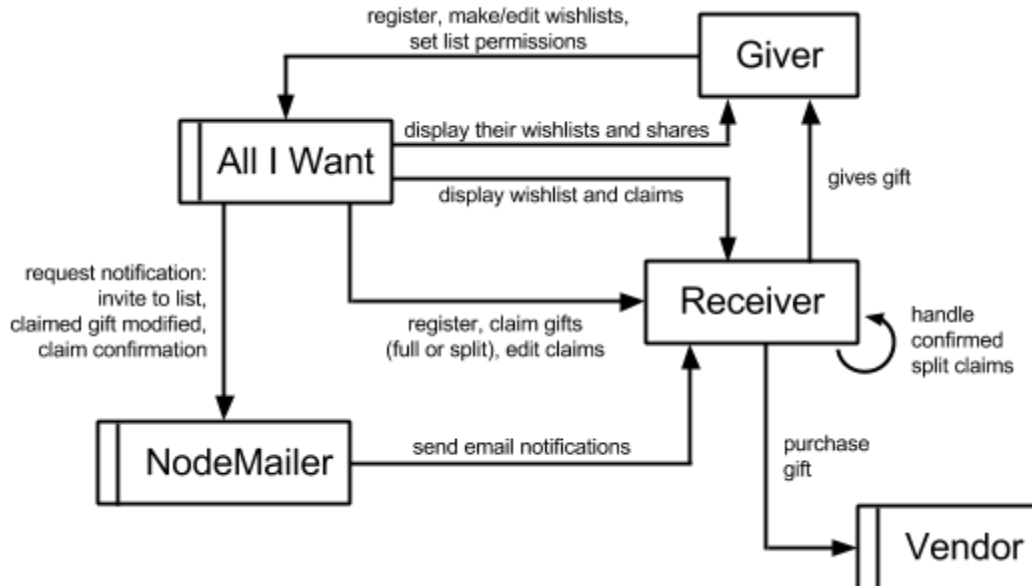 register, make/edit wishlists,
set list permissions
Giver
display their wishlists and shares
All I Want
display wishlist and claims
gives gift
request notification:
invite to list,
claimed gift modified,
claim confirmation
Receiver
register, claim gifts
(full or split), edit claims
handle
confirmed
split claims
NodeMailer
send email notifications
purchase
gift
Vendor